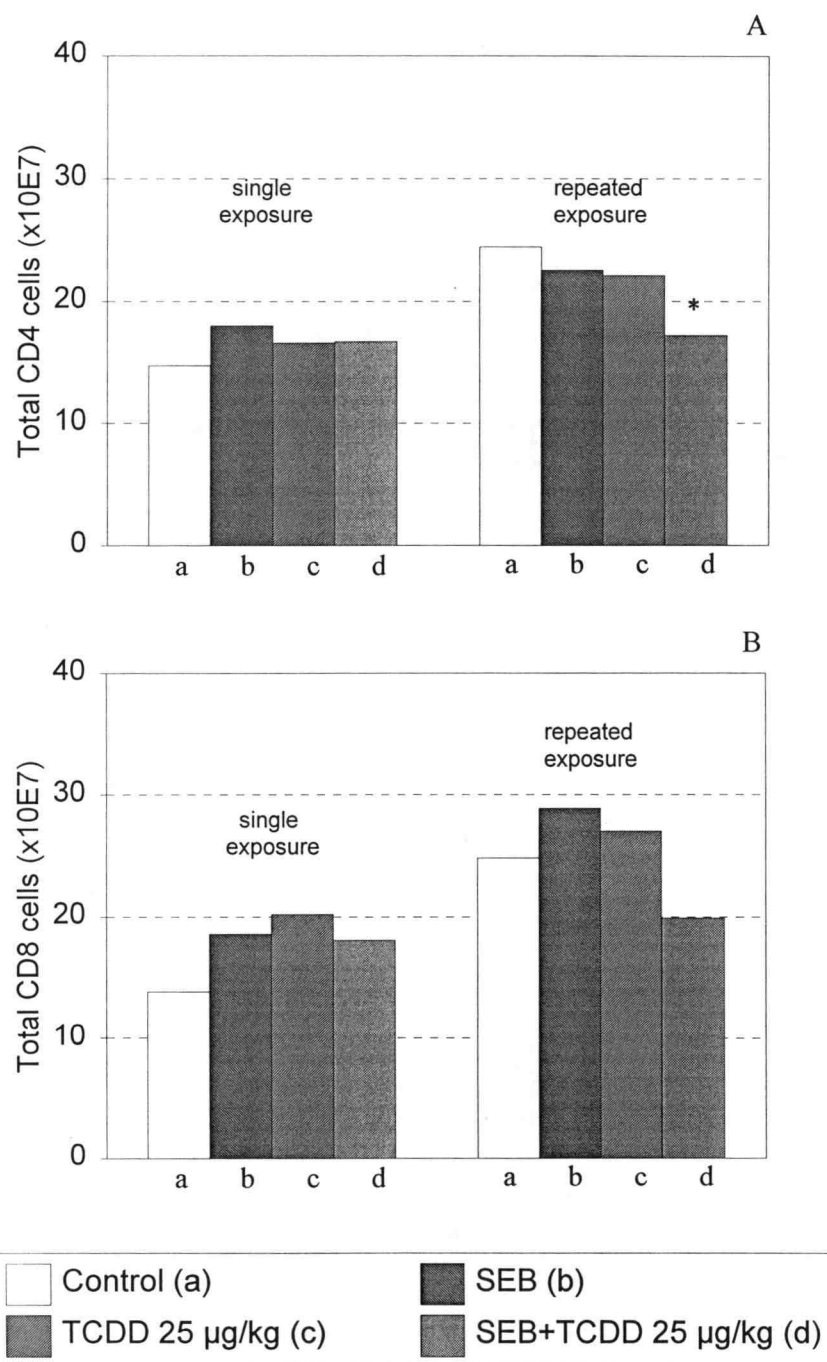 A
Total CD4 cells (x10E7)
40
30
20
10
0
single
exposure
repeated
exposure
*
a b c d
a b c d
B
Total CD8 cells (x10E7)
40
30
20
10
0
single
exposure
repeated
exposure
a b c d
a b c d
Control (a)
SEB (b)
TCDD 25 µg/kg (c)
SEB+TCDD 25 µg/kg (d)